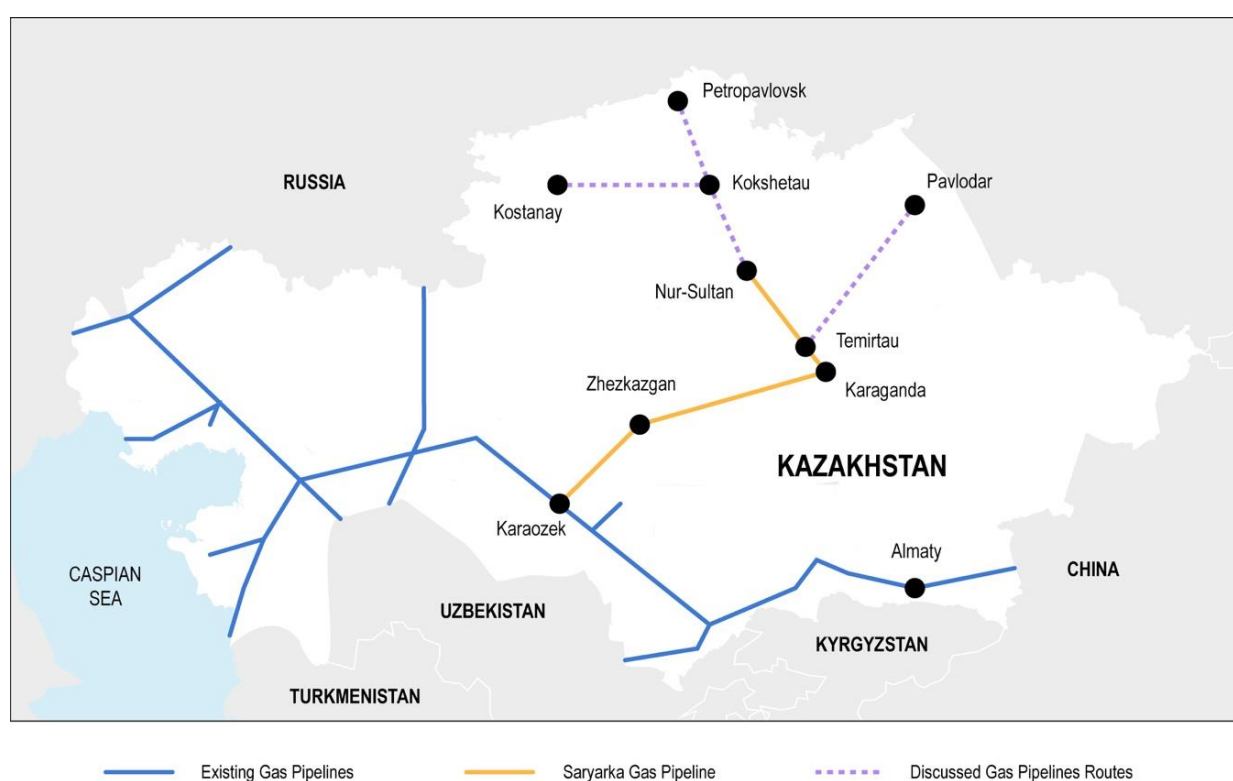 Petropavlovsk
RUSSIA
Kokshetau
Pavlodar
Kostanay
Nur-Sultan
Temirtau
Zhezkazgan
Karaganda
KAZAKHSTAN
Karaozek
Almaty
CASPIAN
SEA
CHINA
UZBEKISTAN
KYRGYZSTAN
TURKMENISTAN
Existing Gas Pipelines
Saryarka Gas Pipeline
Discussed Gas Pipelines Routes